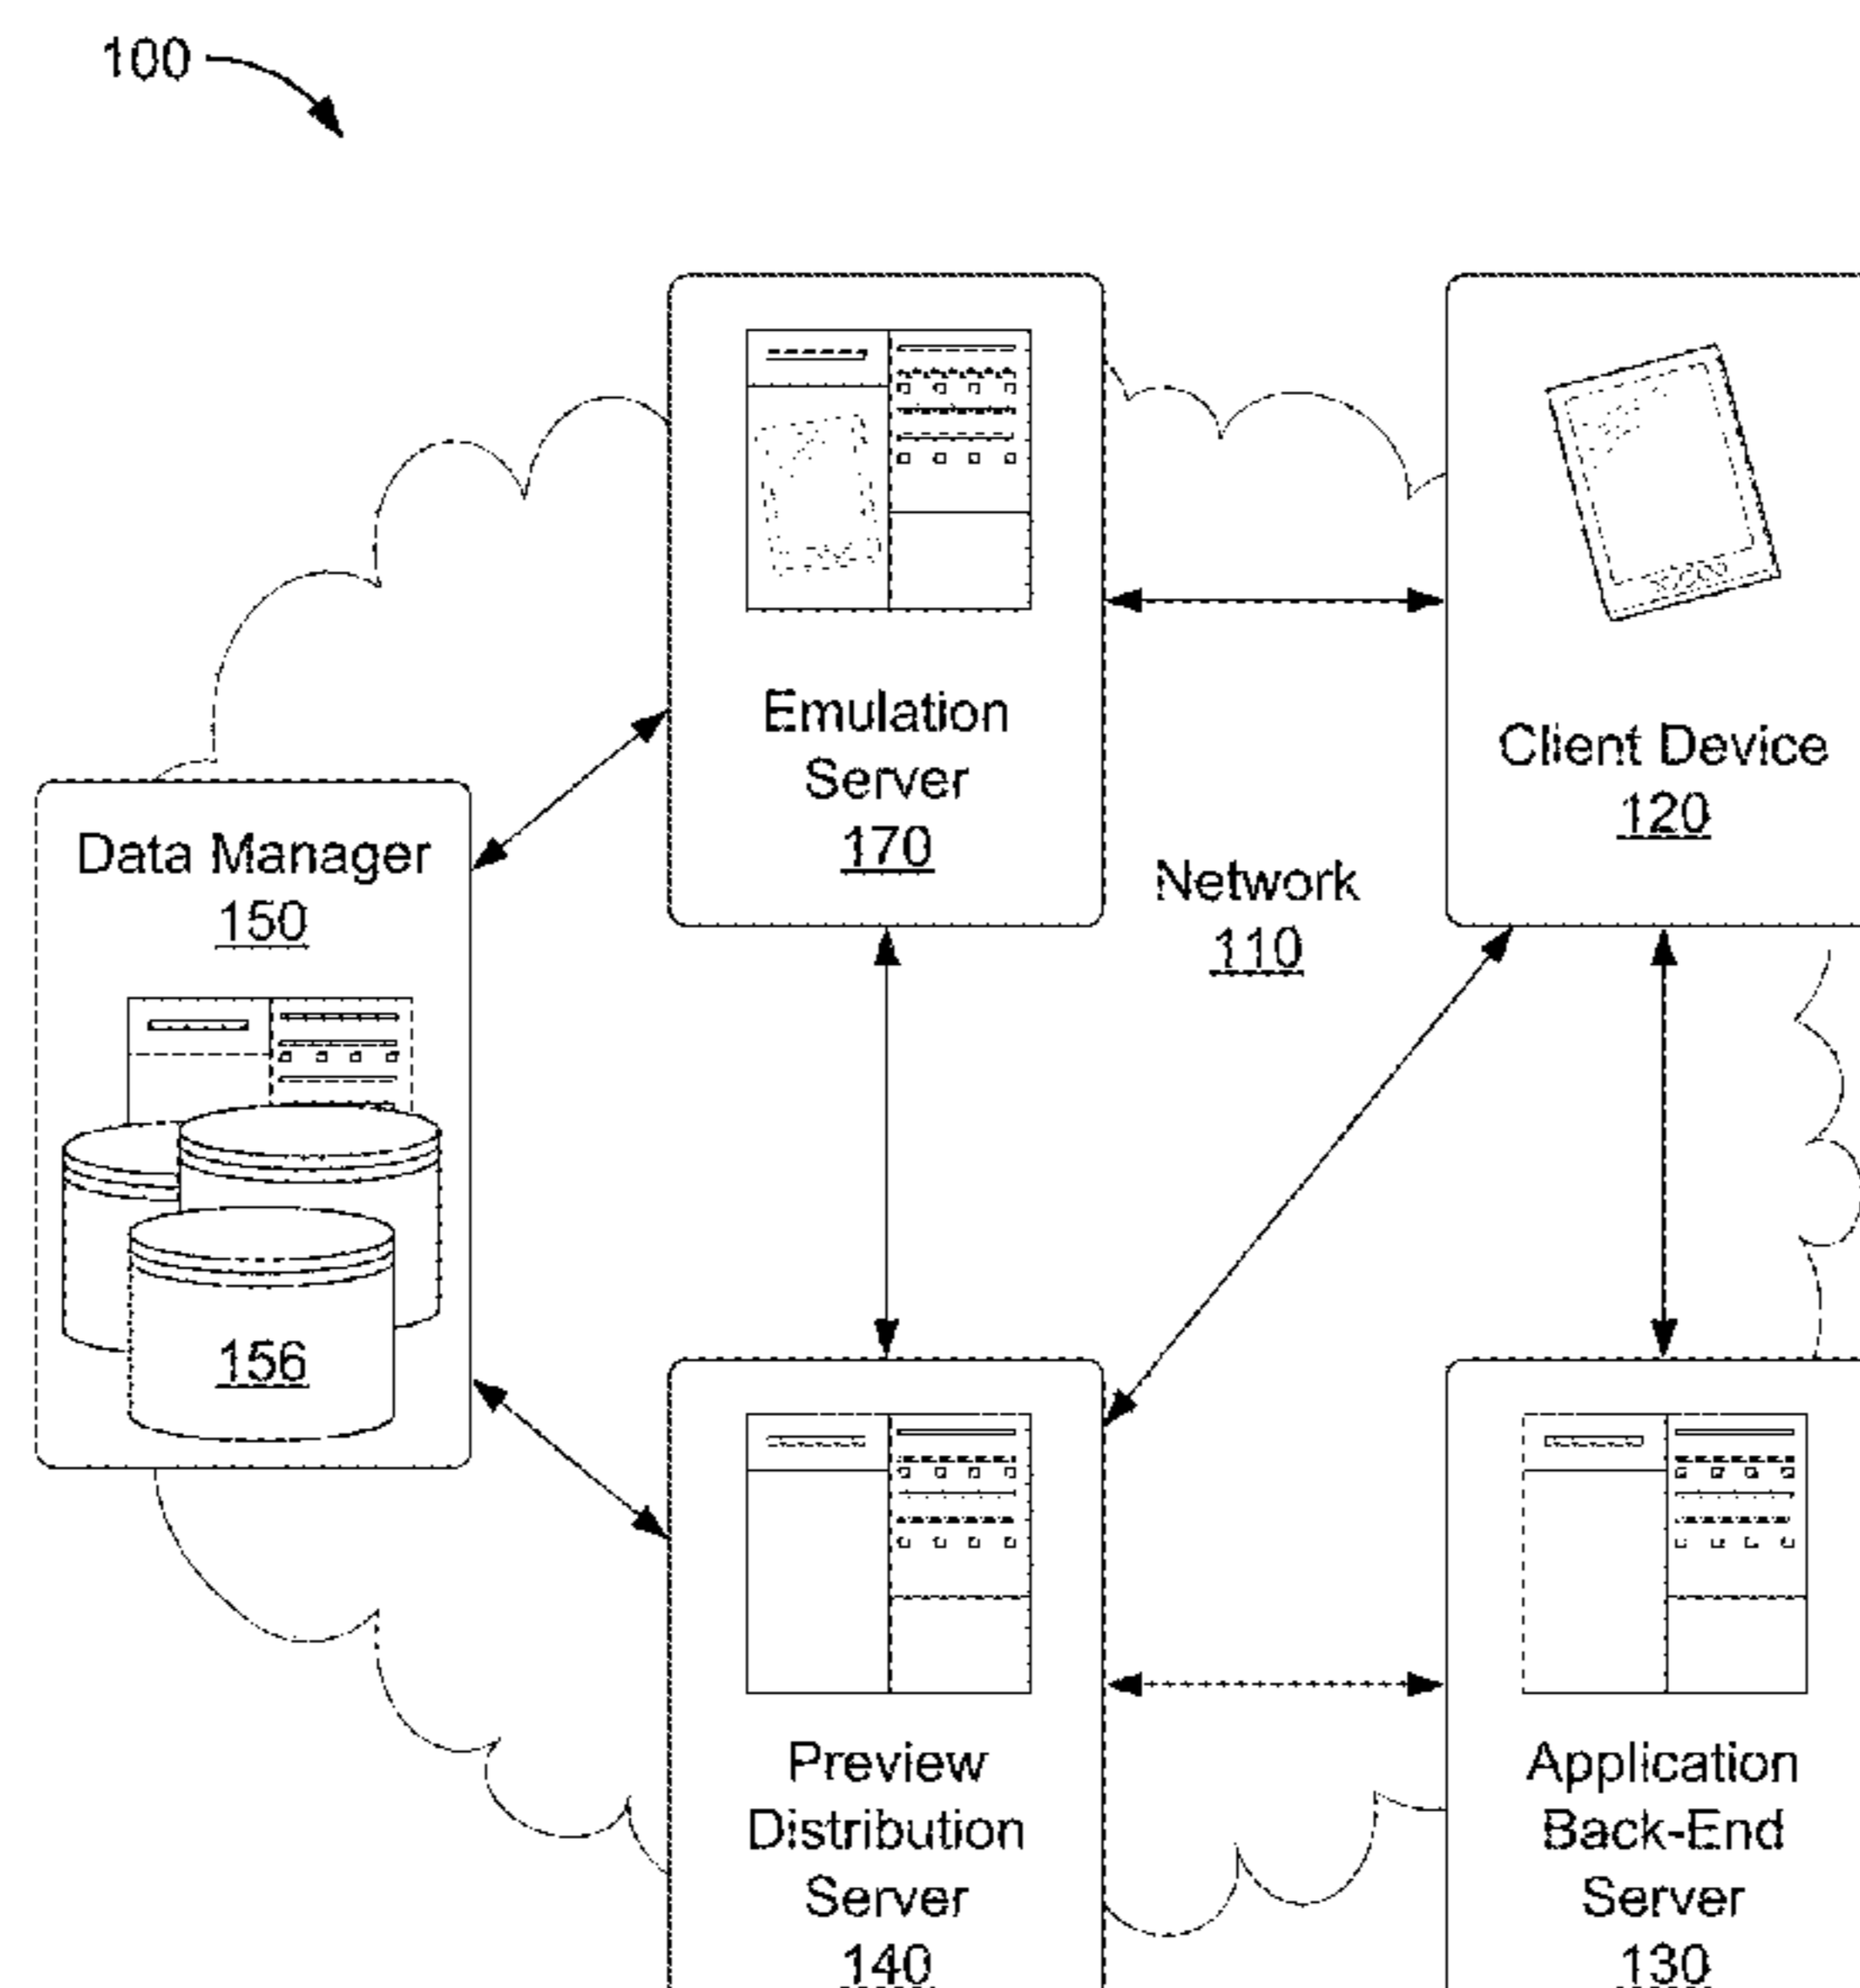 100
Emulation
Server
170
Client Device
120
Data Manager
150
Network
110
156
Preview
Distribution
Server
140
Application
Back-End
Server
130